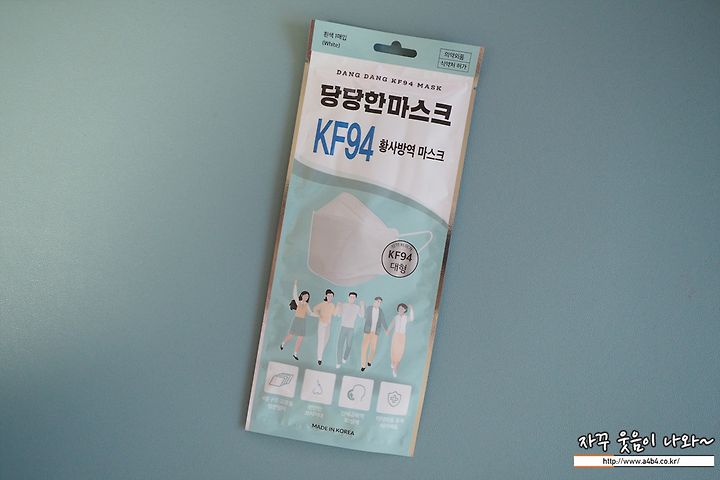 흰색 1매입
(White)
의약외품
식약처 허가
DANG DANG KF94 MASK
당당한마스크
KF94 황사방역 마스크
KF94
대형
MADE IN KOREA
자꾸 웃음이 나와~
http://www.a4b4.co.kr/